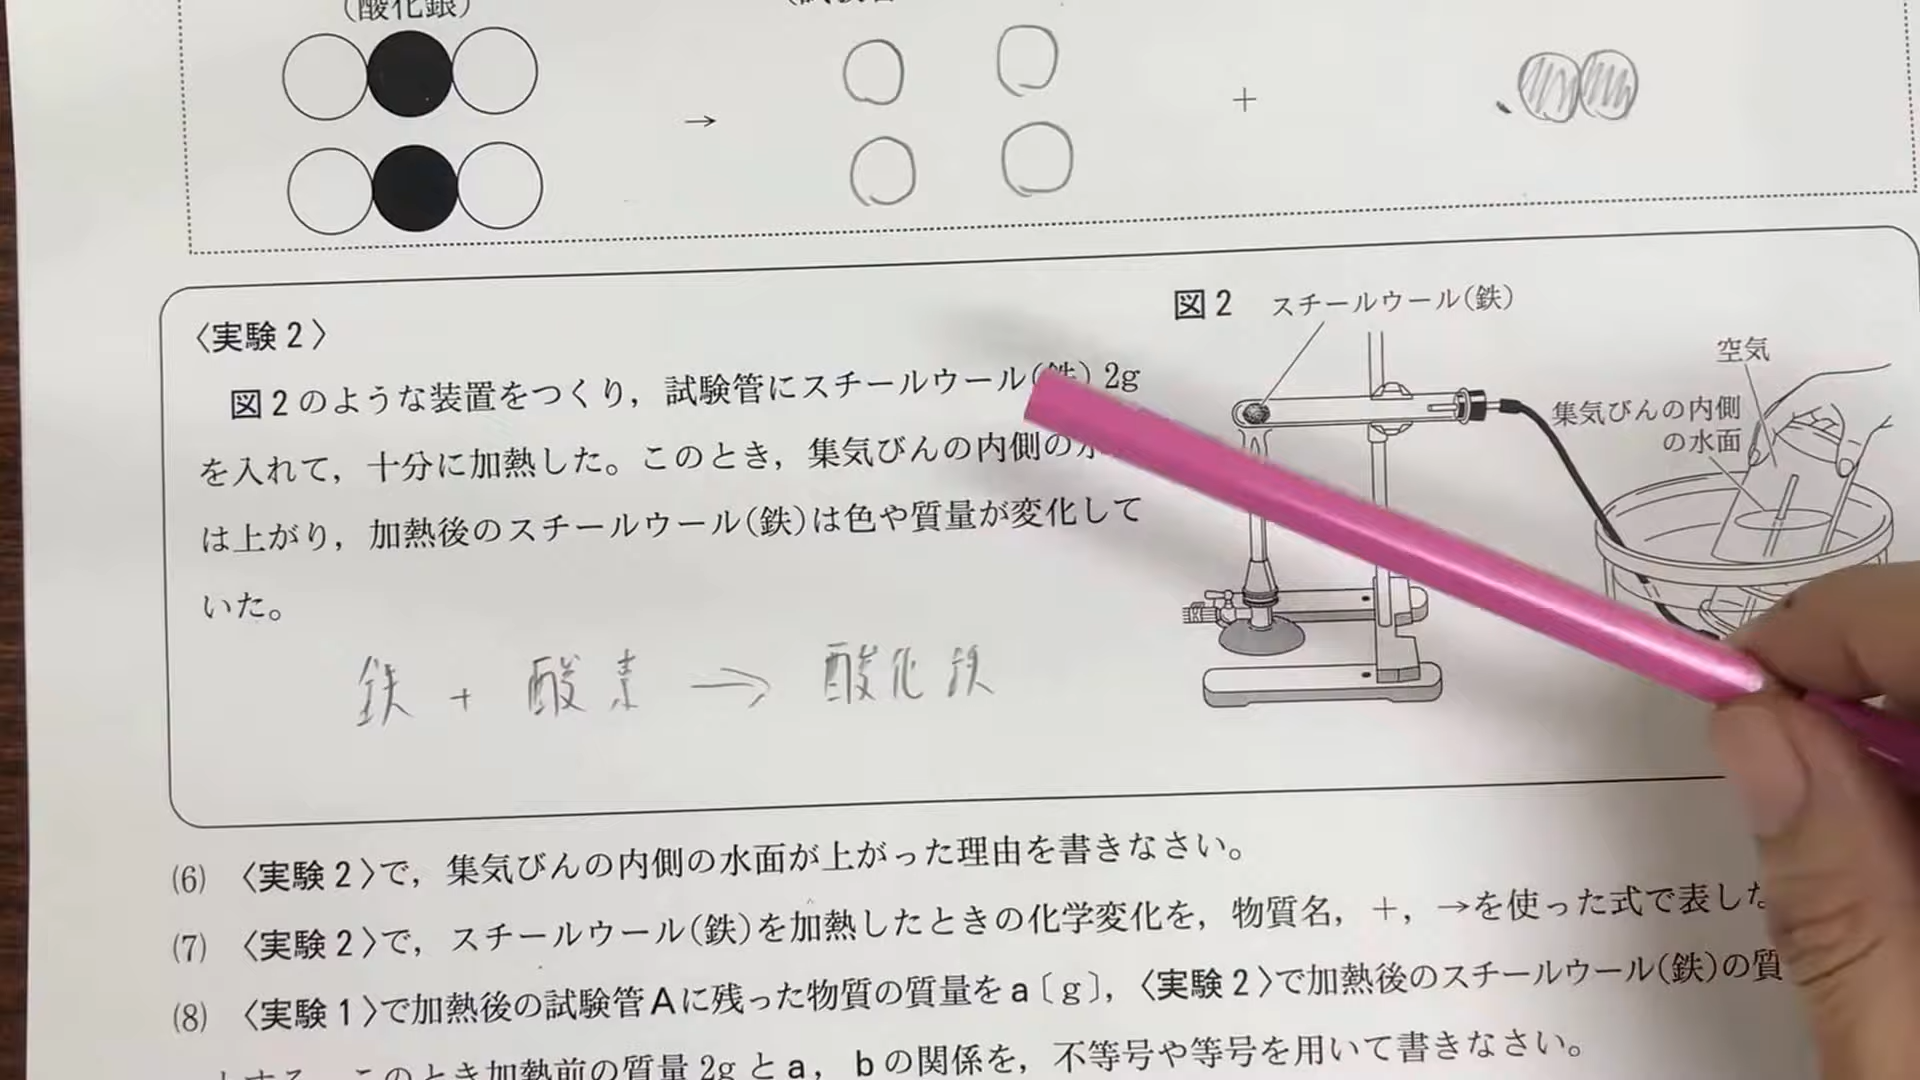 (酸化銀)
→
+
〈実験2〉
図2のような装置をつくり，試験管にスチールウール(鉄) 2g
を入れて，十分に加熱した。このとき，集気びんの内側の
は上がり，加熱後のスチールウール(鉄)は色や質量が変化して
いた。
図2 スチールウール(鉄)
空気
集気びんの内側
の水面
鉄 + 酸素 → 酸化鉄
(6) 〈実験2〉で，集気びんの内側の水面が上がった理由を書きなさい。
(7) 〈実験2〉で，スチールウール(鉄)を加熱したときの化学変化を，物質名，+，→を使った式で表した
(8) 〈実験1〉で加熱後の試験管Aに残った物質の質量をa〔g〕，〈実験2〉で加熱後のスチールウール(鉄)の質
とする。このとき加熱前の質量2gとa，bの関係を，不等号や等号を用いて書きなさい。